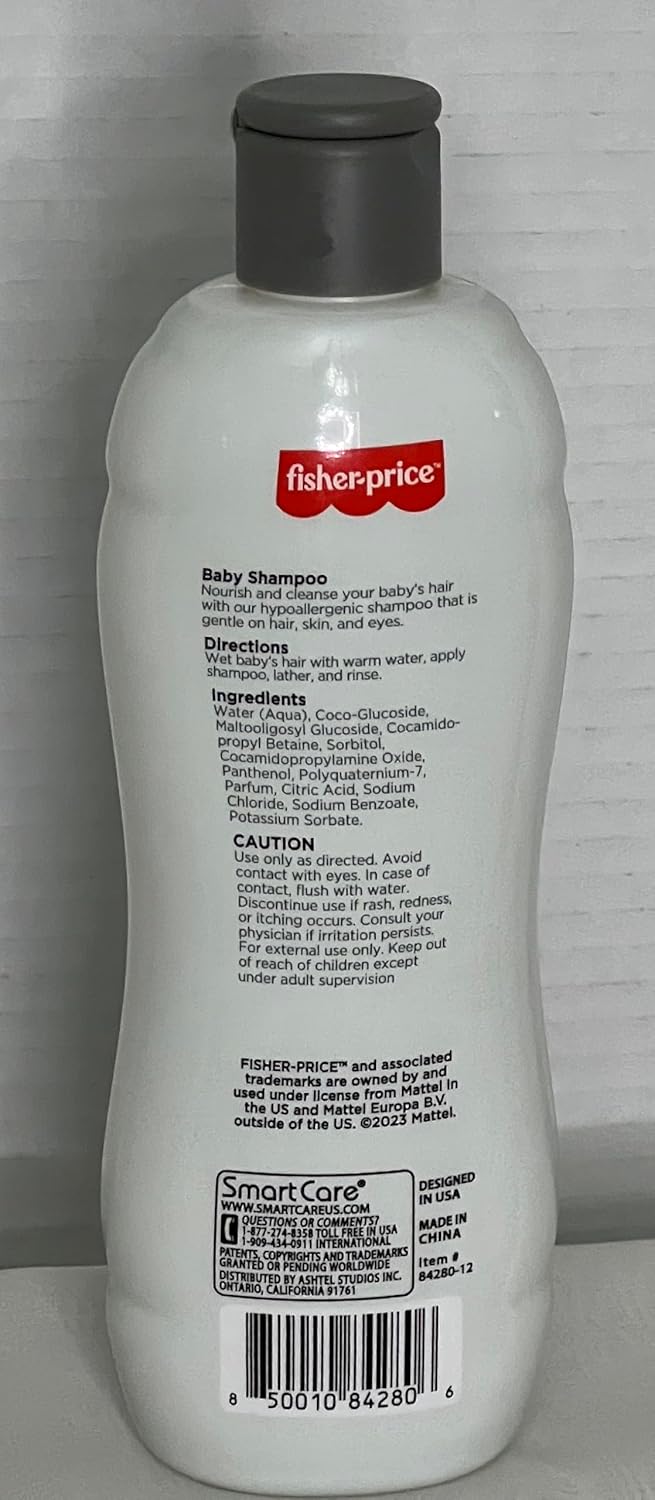 fisher-price™
Baby Shampoo
Nourish and cleanse your baby's hair
with our hypoallergenic shampoo that is
gentle on hair, skin, and eyes.
Directions
Wet baby's hair with warm water, apply
shampoo, lather, and rinse.
Ingredients
Water (Aqua), Coco-Glucoside,
Maltooligosyl Glucoside, Cocamido-
propyl Betaine, Sorbitol,
Cocamidopropylamine Oxide,
Panthenol, Polyquaternium-7,
Parfum, Citric Acid, Sodium
Chloride, Sodium Benzoate,
Potassium Sorbate.
CAUTION
Use only as directed. Avoid
contact with eyes. In case of
contact, flush with water.
Discontinue use if rash, redness,
or itching occurs. Consult your
physician if irritation persists.
For external use only. Keep out
of reach of children except
under adult supervision
FISHER-PRICE™ and associated
trademarks are owned by and
used under license from Mattel in
the US and Mattel Europa B.V.
outside of the US. ©2023 Mattel.
SmartCare®
WWW.SMARTCAREUS.COM
QUESTIONS OR COMMENTS?
1-877-274-8358 TOLL FREE IN USA
1-909-434-0911 INTERNATIONAL
PATENTS, COPYRIGHTS AND TRADEMARKS
GRANTED OR PENDING WORLDWIDE
DISTRIBUTED BY ASHTEL STUDIOS INC.
ONTARIO, CALIFORNIA 91761
DESIGNED
IN USA
MADE IN
CHINA
Item #
84280-12
8 50010 84280 6